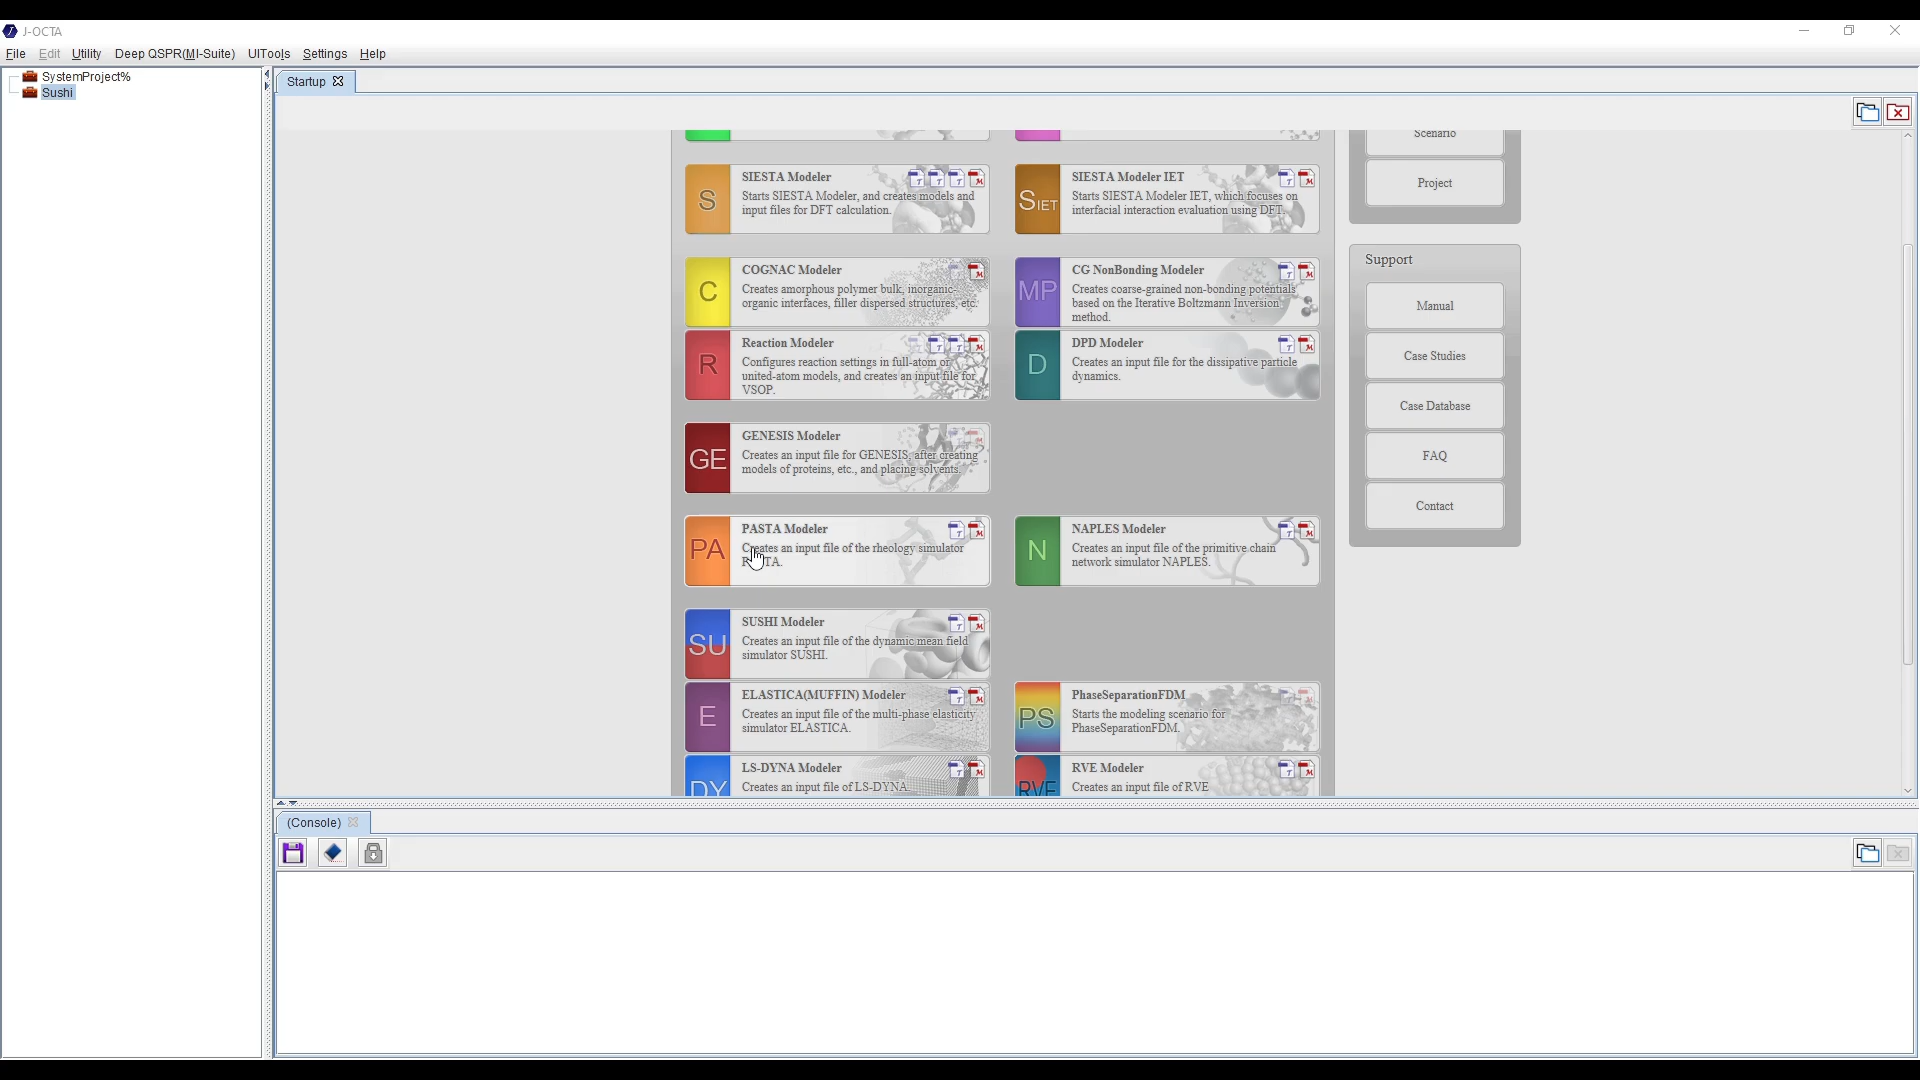 J-OCTA
File Edit Utility Deep QSPR(MI-Suite) UITools Settings Help
SystemProject%
Sushi
Startup
Scenario
Project
S
SIESTA Modeler
Starts SIESTA Modeler, and creates models and
input files for DFT calculation.
SIET
SIESTA Modeler IET
Starts SIESTA Modeler IET, which focuses on
interfacial interaction evaluation using DFT.
Support
Manual
Case Studies
Case Database
FAQ
Contact
C
COGNAC Modeler
Creates amorphous polymer bulk, inorganic-
organic interfaces, filler dispersed structures, etc.
MP
CG NonBonding Modeler
Creates coarse-grained non-bonding potentials
based on the Iterative Boltzmann Inversion
method.
R
Reaction Modeler
Configures reaction settings in full-atom or
united-atom models, and creates an input file for
VSOP.
D
DPD Modeler
Creates an input file for the dissipative particle
dynamics.
GE
GENESIS Modeler
Creates an input file for GENESIS, after creating
models of proteins, etc., and placing solvents.
PA
PASTA Modeler
Creates an input file of the rheology simulator
N
NAPLES Modeler
Creates an input file of the primitive chain
network simulator NAPLES.
SU
SUSHI Modeler
Creates an input file of the dynamic mean field
simulator SUSHI.
E
ELASTICA(MUFFIN) Modeler
Creates an input file of the multi-phase elasticity
simulator ELASTICA.
PS
PhaseSeparationFDM
Starts the modeling scenario for
PhaseSeparationFDM.
DY
LS-DYNA Modeler
Creates an input file of LS-DYNA.
RVE
RVE Modeler
Creates an input file of RVE
(Console)